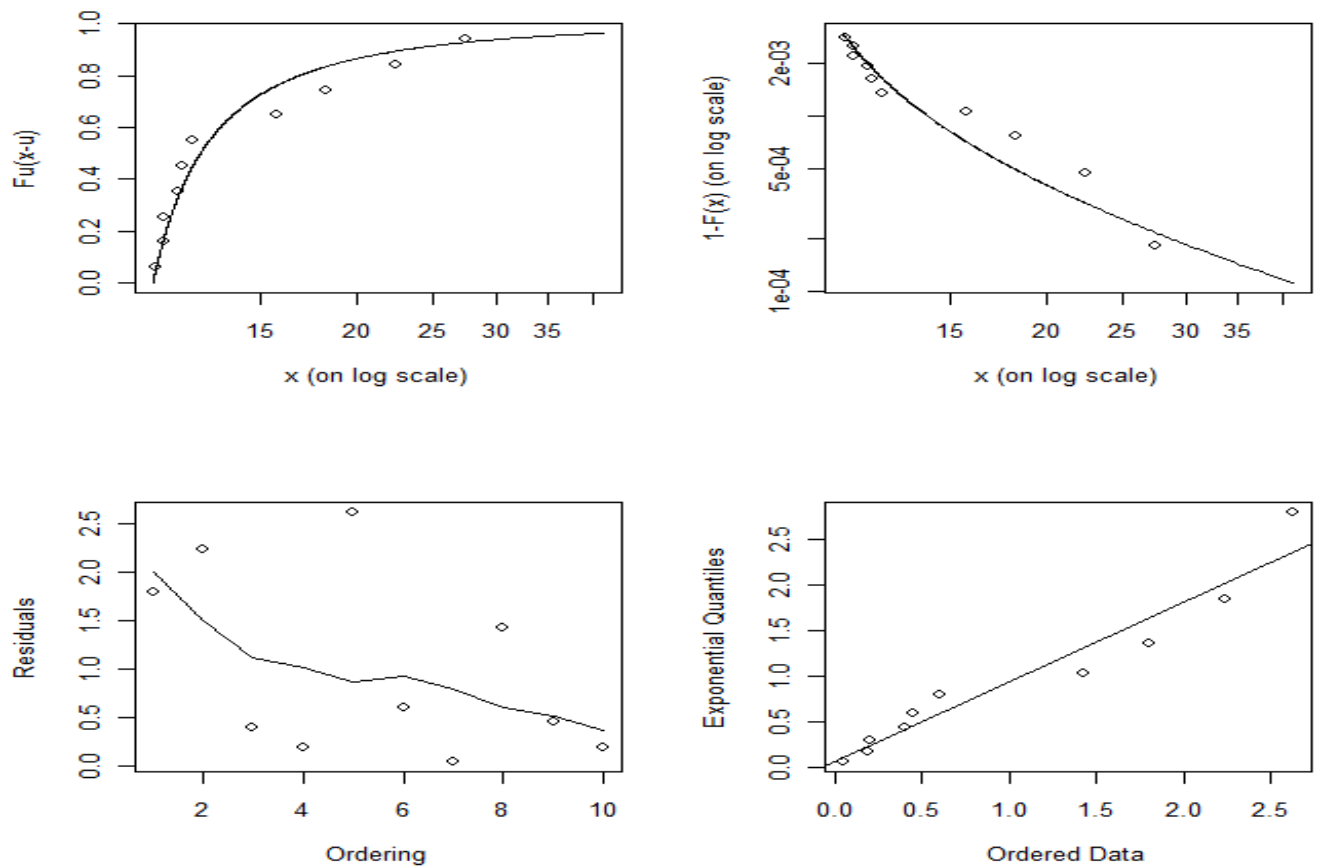 Fu(x-u)
0.0 0.2 0.4 0.6 0.8 1.0
15 20 25 30 35
x (on log scale)
1-F(x) (on log scale)
1e-04 5e-04 2e-03
15 20 25 30 35
x (on log scale)
Residuals
0.0 0.5 1.0 1.5 2.0 2.5
2 4 6 8 10
Ordering
Exponential Quantiles
0.0 0.5 1.0 1.5 2.0 2.5
0.0 0.5 1.0 1.5 2.0 2.5
Ordered Data